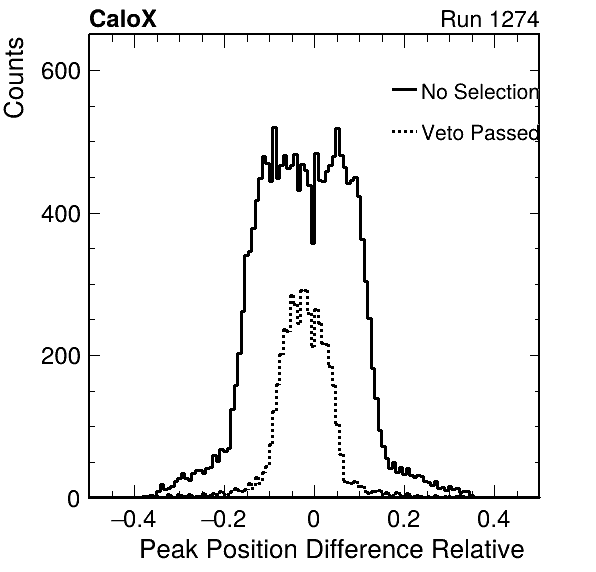 CaloX Run 1274
Counts
600
400
200
0
No Selection
Veto Passed
−0.4 −0.2 0 0.2 0.4
Peak Position Difference Relative